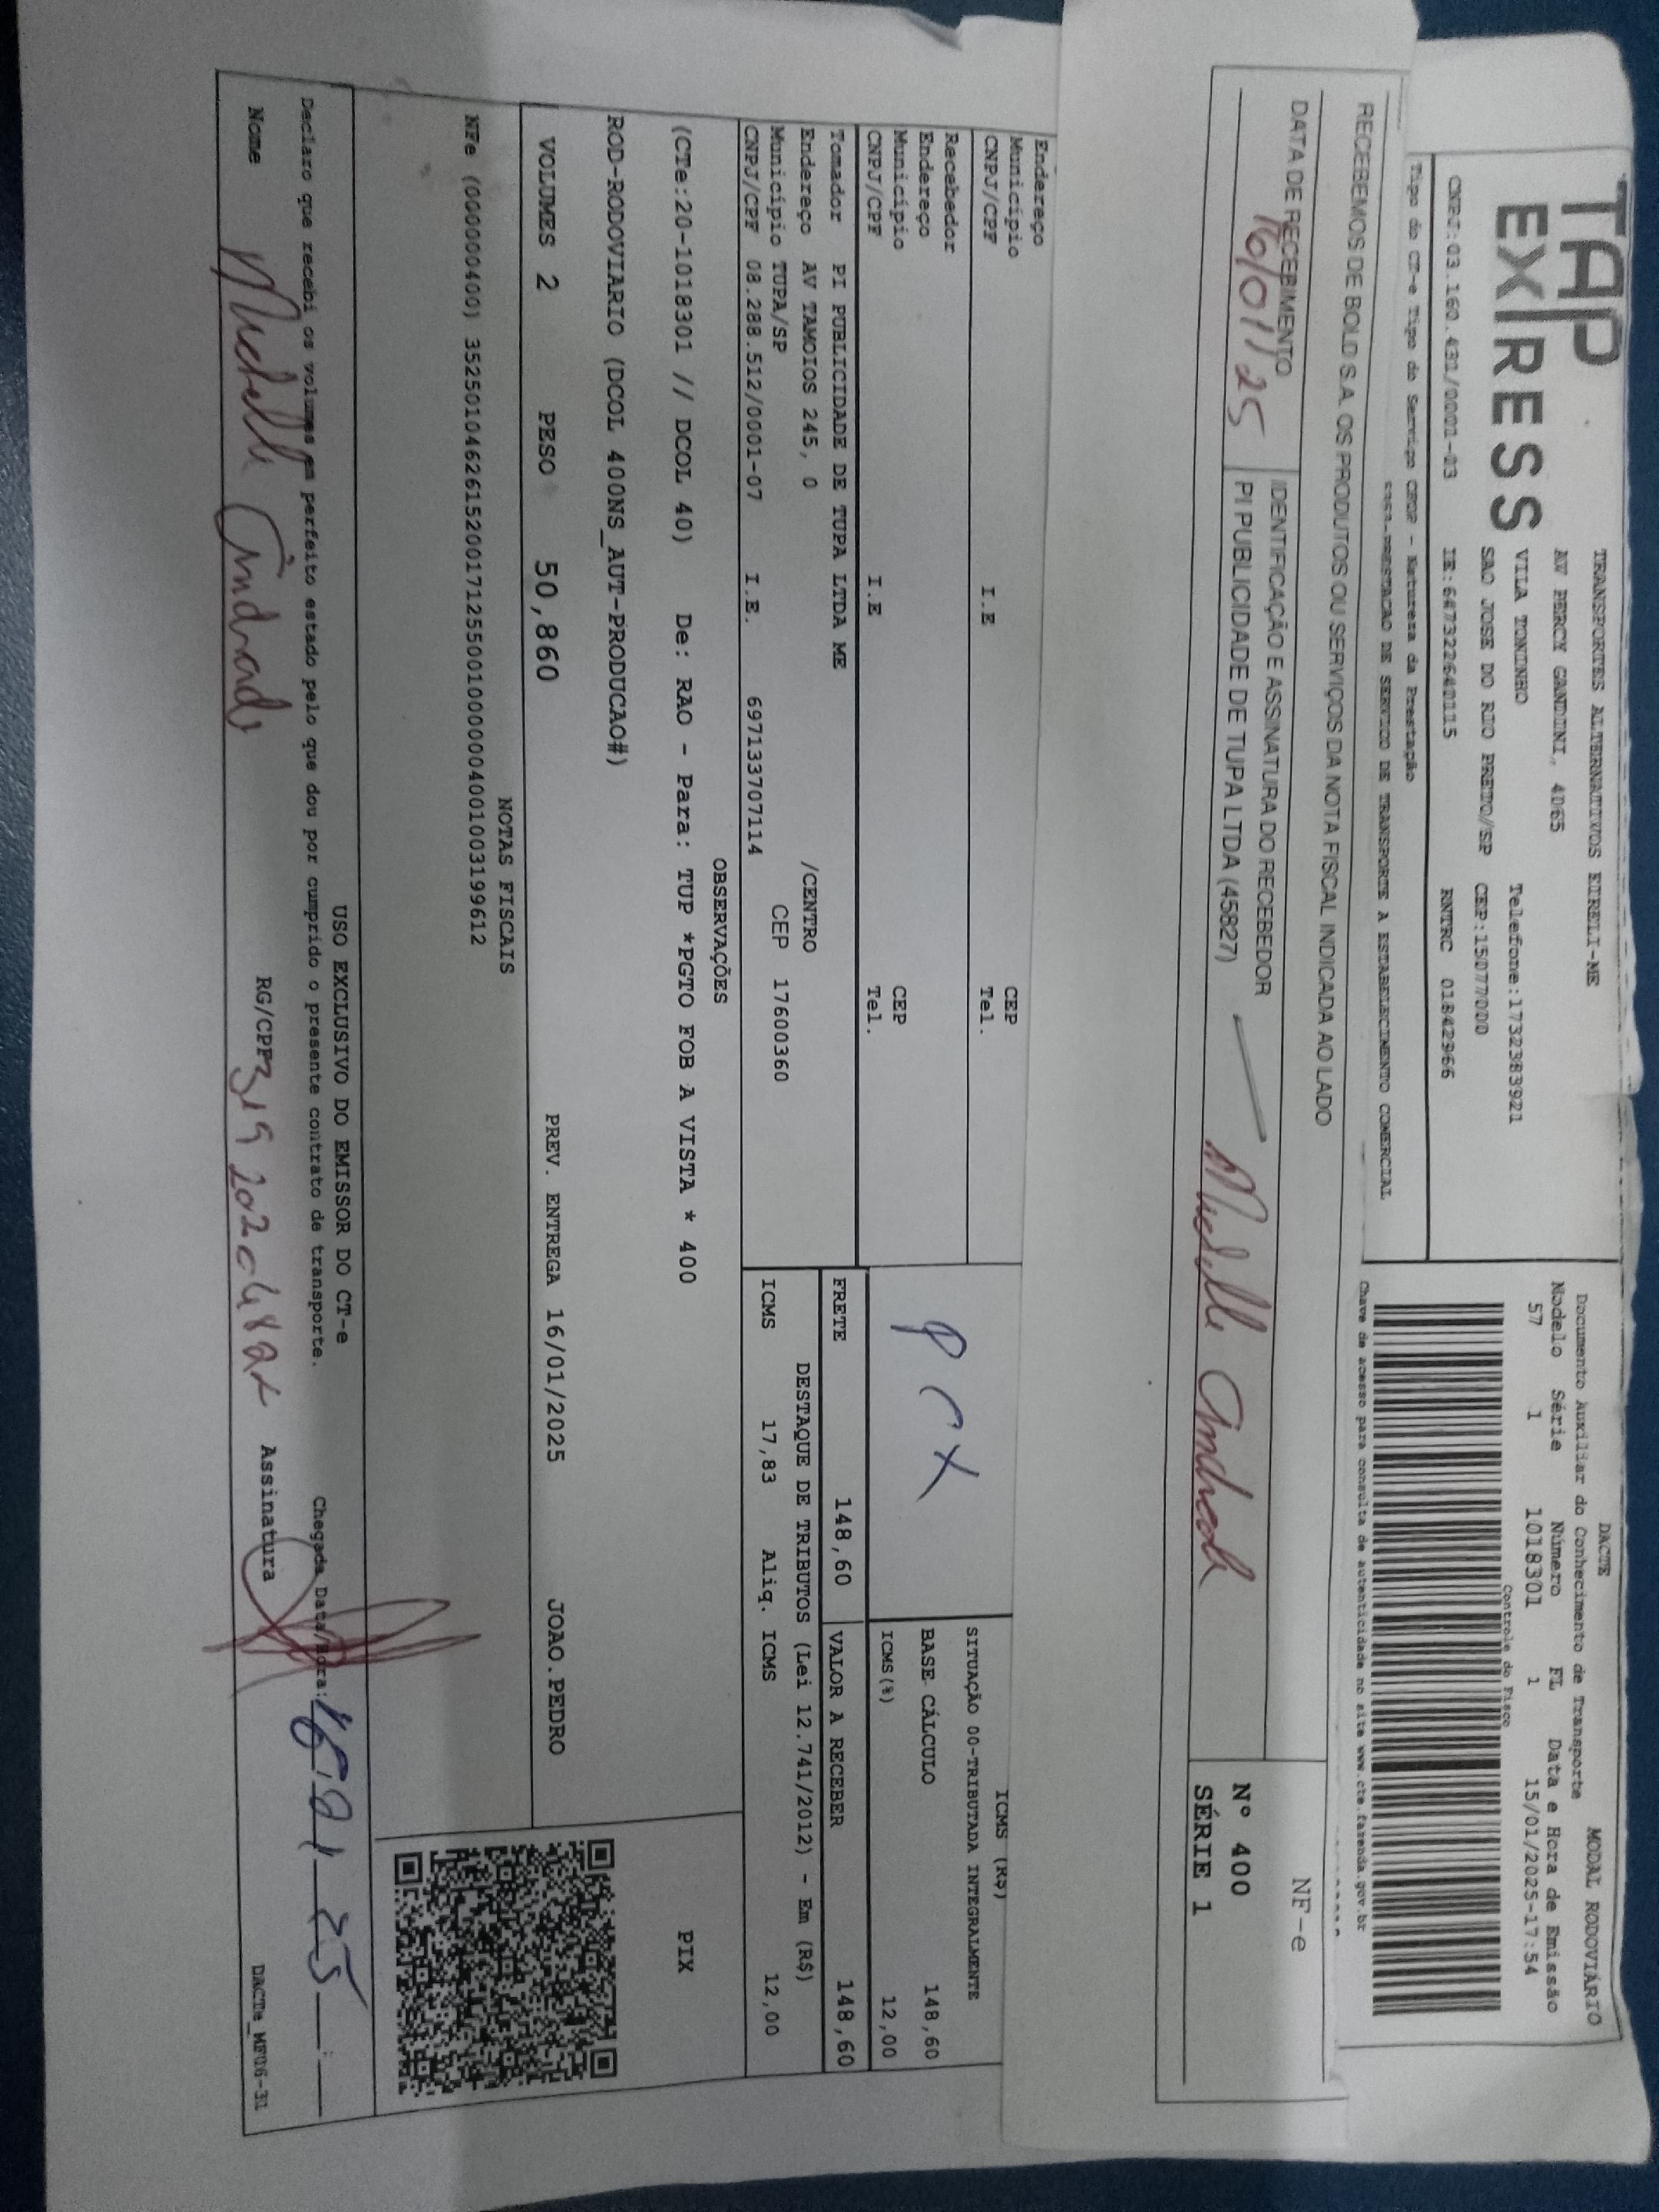 TAP
EXPRESS
TRANSPORTES ALTERNATIVOS EIRELI-ME
AV PERCY GANDINI, 4065
VILA TONINHO Telefone:1732383921
SAO JOSE DO RIO PRETO/SP CEP:15077000
CNPJ:03.160.431/0001-03 IE:647322640115 RNTRC 01842966
Tipo do CT-e Tipo do Serviço CFOP - Natureza da Prestação
PRESTACAO DE SERVICO DE TRANSPORTE A ESTABELECIMENTO COMERCIAL
DACTE MODAL RODOVIÁRIO
Documento Auxiliar do Conhecimento de Transporte
Modelo Série Número FL Data e Hora de Emissão
57 1 1018301 1 15/01/2025-17:54
Controle do Fisco
Chave de acesso para consulta de autenticidade no site www.cte.fazenda.gov.br
RECEBEMOS DE BOLD S.A. OS PRODUTOS OU SERVIÇOS DA NOTA FISCAL INDICADA AO LADO
DATA DE RECEBIMENTO IDENTIFICAÇÃO E ASSINATURA DO RECEBEDOR
16/01/25 PI PUBLICIDADE DE TUPA LTDA (45827) Michelle Andrade
NF-e
Nº 400
SÉRIE 1
Endereço
Município CEP
CNPJ/CPF I.E Tel.
Recebedor
Endereço
Município CEP
CNPJ/CPF I.E Tel.
Tomador PI PUBLICIDADE DE TUPA LTDA ME
Endereço AV TAMOIOS 245, 0 /CENTRO
Município TUPA/SP CEP 17600360
CNPJ/CPF 08.288.512/0001-07 I.E. 697133707114
PIX
ICMS (R$)
SITUAÇÃO 00-TRIBUTADA INTEGRALMENTE
BASE CÁLCULO 148,60
ICMS(%) 12,00
FRETE 148,60 VALOR A RECEBER 148,60
DESTAQUE DE TRIBUTOS (Lei 12.741/2012) - Em (R$)
ICMS 17,83 Aliq. ICMS 12,00
OBSERVAÇÕES
(CTe:20-1018301 // DCOL 40) De: RAO - Para: TUP *PGTO FOB A VISTA * 400
ROD-RODOVIARIO (DCOL 400NS_AUT-PRODUCAO#)
PIX
VOLUMES 2 PESO 50,860 PREV. ENTREGA 16/01/2025 JOAO.PEDRO
NOTAS FISCAIS
NFe (000000400) 35250104626152001712550010000004001003199612
USO EXCLUSIVO DO EMISSOR DO CT-e
Declaro que recebi os volumes em perfeito estado pelo que dou por cumprido o presente contrato de transporte. Chegada Data/Hora: 16 01 25
Nome Michelle Andrade RG/CPF Assinatura
DACTe_MF06-31